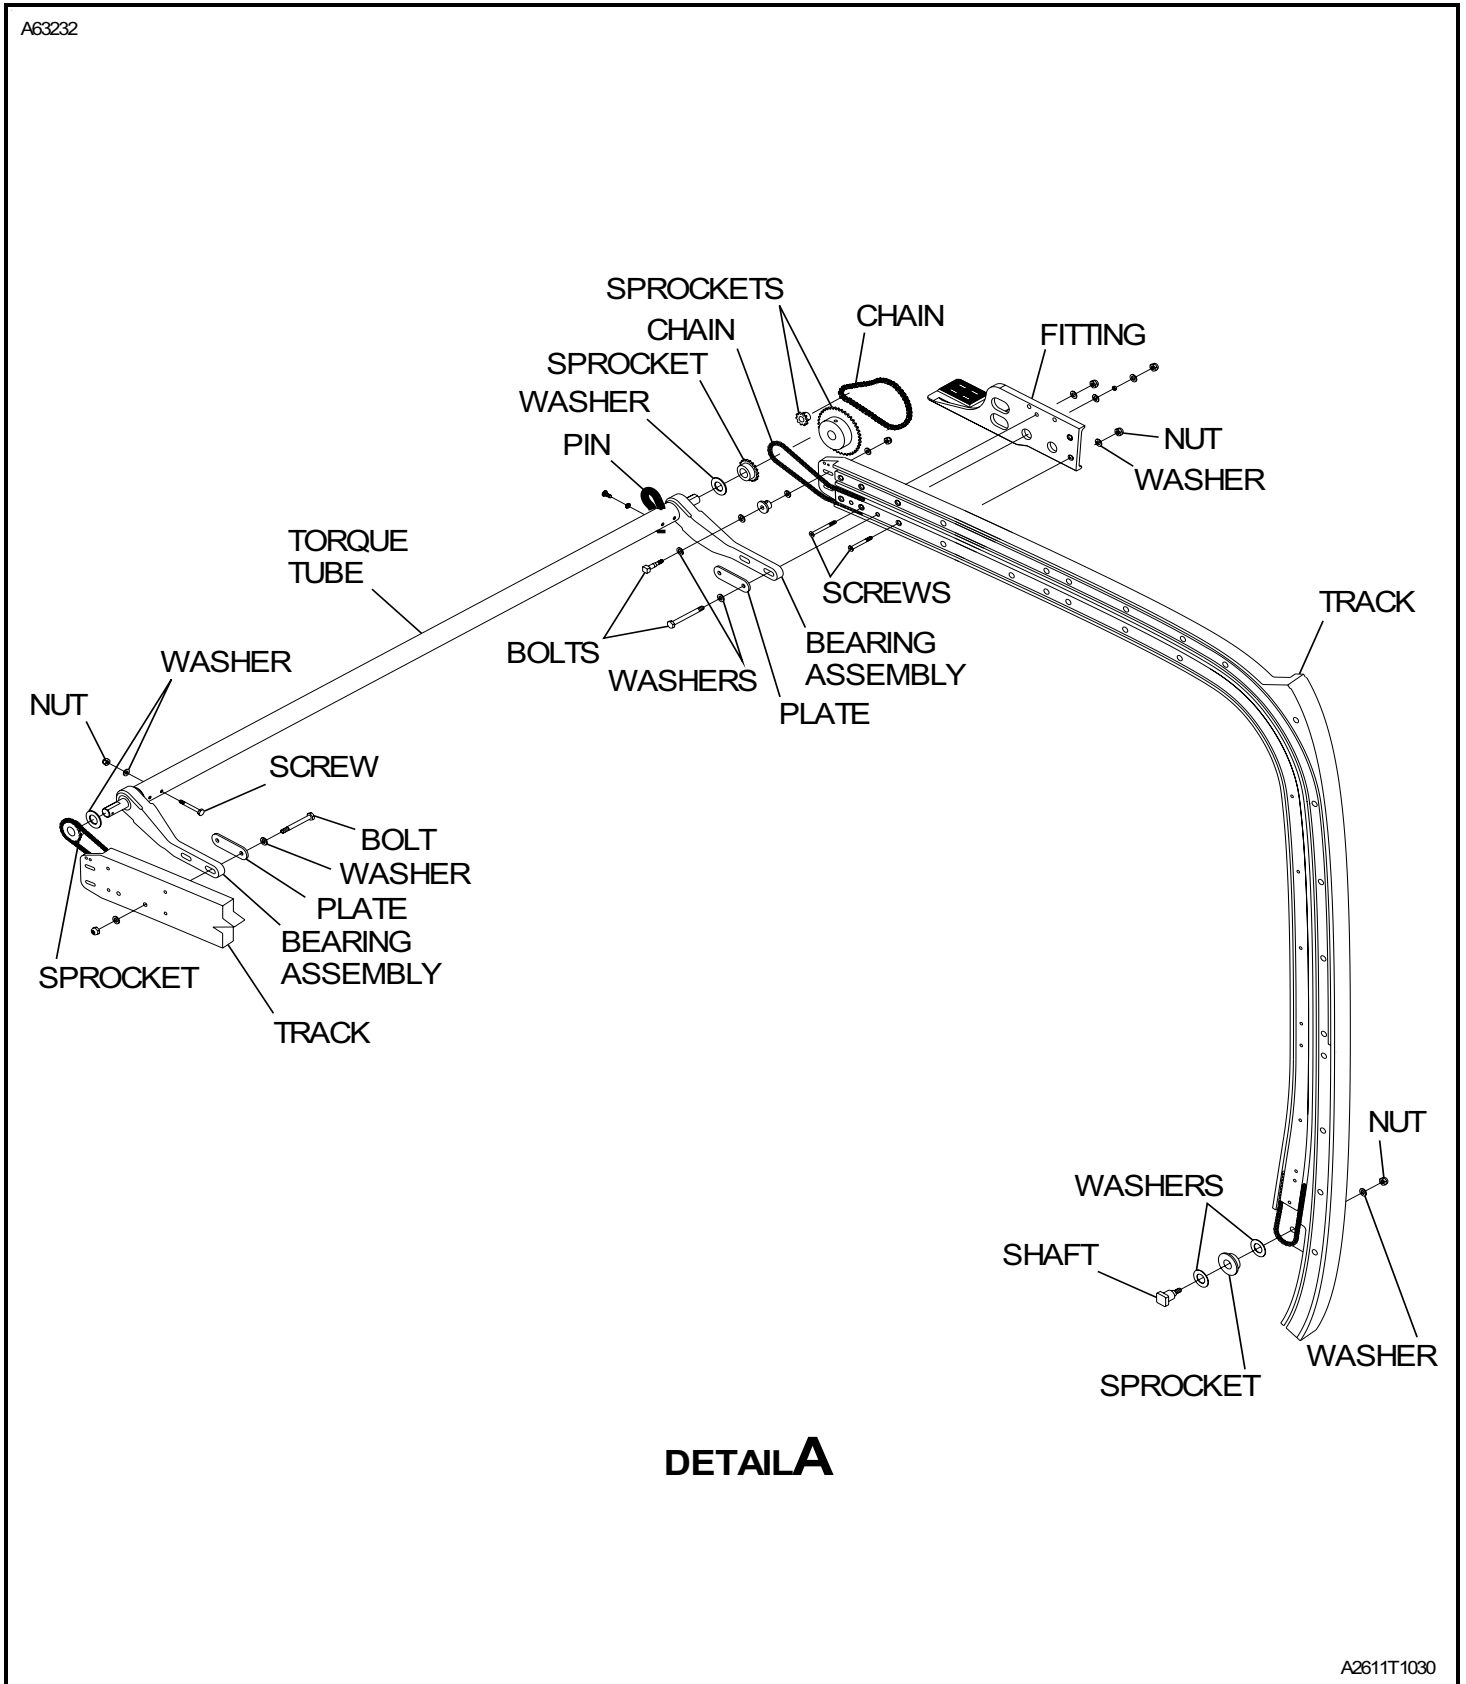 A63232
SPROCKETS
CHAIN
CHAIN
FITTING
SPROCKET
WASHER
PIN
NUT
WASHER
TORQUE
TUBE
SCREWS
TRACK
BOLTS
WASHERS
BEARING
ASSEMBLY
PLATE
WASHER
NUT
SCREW
BOLT
WASHER
PLATE
BEARING
ASSEMBLY
SPROCKET
TRACK
NUT
WASHERS
SHAFT
WASHER
SPROCKET
DETAIL A
A2611T1030